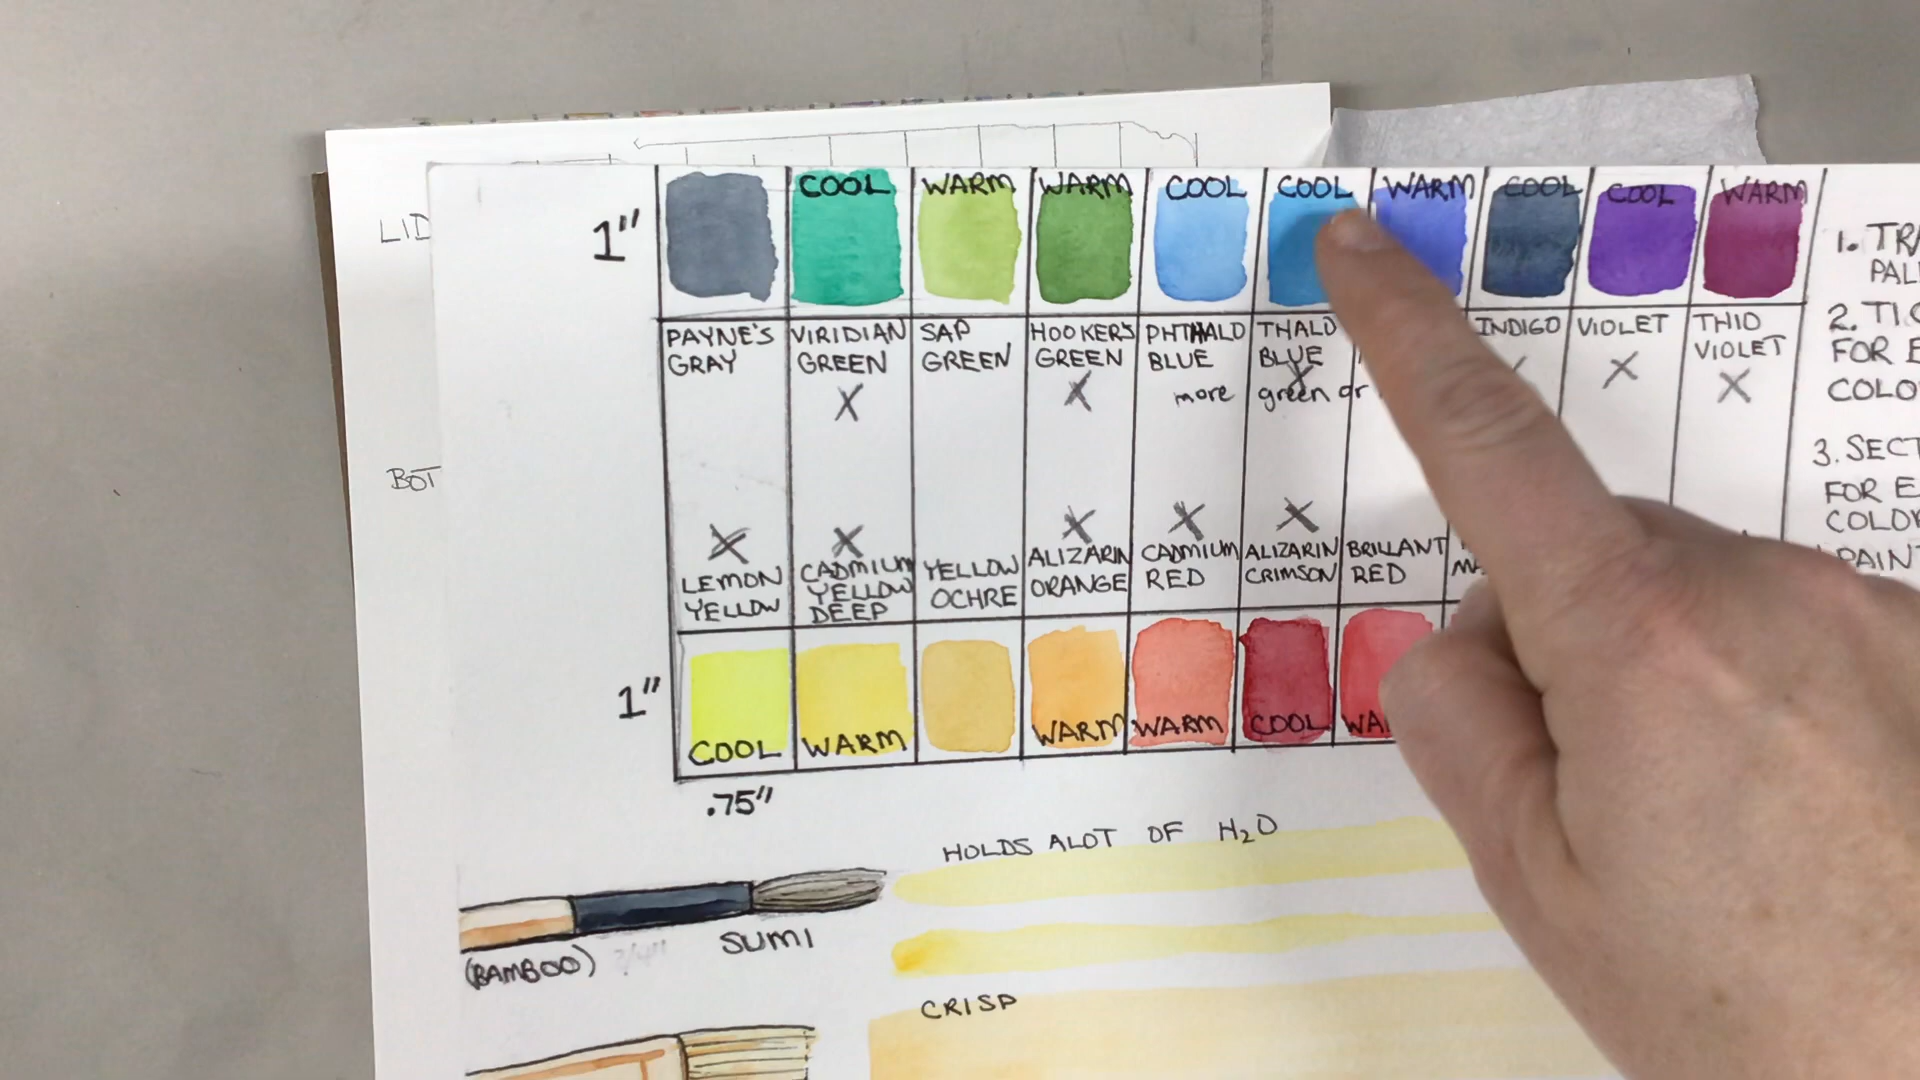 LID
1"
COOL
WARM
WARM
COOL
COOL
WARM
COOL
COOL
WARM
PAYNE'S
GRAY
VIRIDIAN
GREEN
SAP
GREEN
HOOKER'S
GREEN
PHTHALO
BLUE
more
THALO
BLUE
green or
INDIGO
VIOLET
THIO
VIOLET
BOT
LEMON
YELLOW
CADMIUM
YELLOW
DEEP
YELLOW
OCHRE
ALIZARIN
ORANGE
CADMIUM
RED
ALIZARIN
CRIMSON
BRILLANT
RED
1"
COOL
WARM
WARM
WARM
COOL
WA
.75"
1. TRA
PAL
2. TIC
FOR E
COLO
3. SECT
FOR E
COLO
PAINT
HOLDS ALOT OF H₂O
SUMI
(BAMBOO)
CRISP